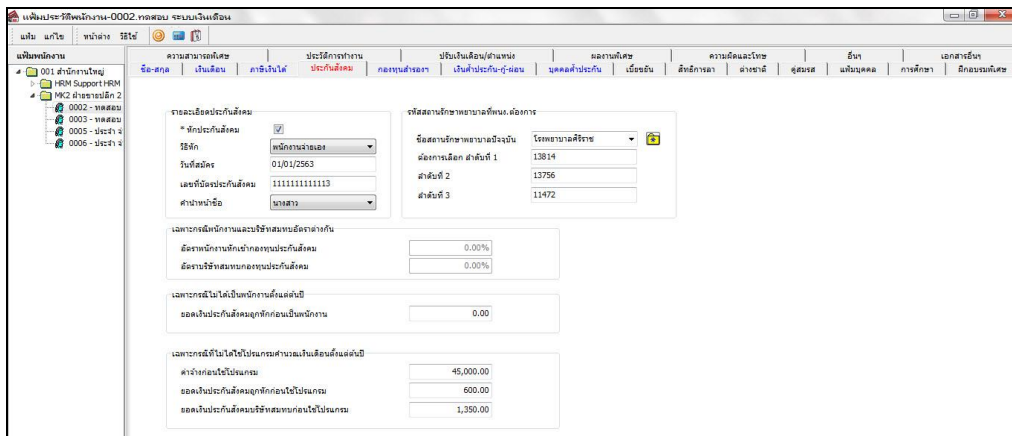 แฟ้มประวัติพนักงาน-0002.ทดสอบ ระบบเงินเดือน
แฟ้ม แก้ไข หน้าต่าง วิธีใช้
แฟ้มพนักงาน
001 สำนักงานใหญ่
HRM Support HRM
MK2 ฝ่ายขายปลีก 2
0002 - ทดสอบ
0003 - ทดสอบ
0005 - ประจำ
0006 - ประจำ
ความสามารถพิเศษ ประวัติการทำงาน ปรับเงินเดือน/ตำแหน่ง ผลงานพิเศษ ความผิดและโทษ อื่นๆ เอกสารอื่นๆ
ชื่อ-สกุล เงินเดือน ภาษีเงินได้ ประกันสังคม กองทุนสำรองฯ เงินค้ำประกัน-กู้-ผ่อน บุคคลค้ำประกัน เบี้ยขยัน สิทธิการลา ต่างชาติ คู่สมรส แฟ้มบุคคล การศึกษา ฝึกอบรมพิเศษ
รายละเอียดประกันสังคม
* หักประกันสังคม
วิธีหัก พนักงานจ่ายเอง
วันที่สมัคร 01/01/2563
เลขที่บัตรประกันสังคม 1111111111113
คำนำหน้าชื่อ นางสาว
รหัสสถานรักษาพยาบาลที่พนง.ต้องการ
ชื่อสถานรักษาพยาบาลปัจจุบัน โรงพยาบาลศิริราช
ต้องการเลือก ลำดับที่ 1 13814
ลำดับที่ 2 13756
ลำดับที่ 3 11472
เฉพาะกรณีพนักงานและบริษัทสมทบอัตราต่างกัน
อัตราพนักงานหักเข้ากองทุนประกันสังคม 0.00%
อัตราบริษัทสมทบกองทุนประกันสังคม 0.00%
เฉพาะกรณีไม่ได้เป็นพนักงานตั้งแต่ต้นปี
ยอดเงินประกันสังคมถูกหักก่อนเป็นพนักงาน 0.00
เฉพาะกรณีที่ไม่ได้ใช้โปรแกรมคำนวณเงินเดือนตั้งแต่ต้นปี
ค่าจ้างก่อนใช้โปรแกรม 45,000.00
ยอดเงินประกันสังคมถูกหักก่อนใช้โปรแกรม 600.00
ยอดเงินประกันสังคมบริษัทสมทบก่อนใช้โปรแกรม 1,350.00